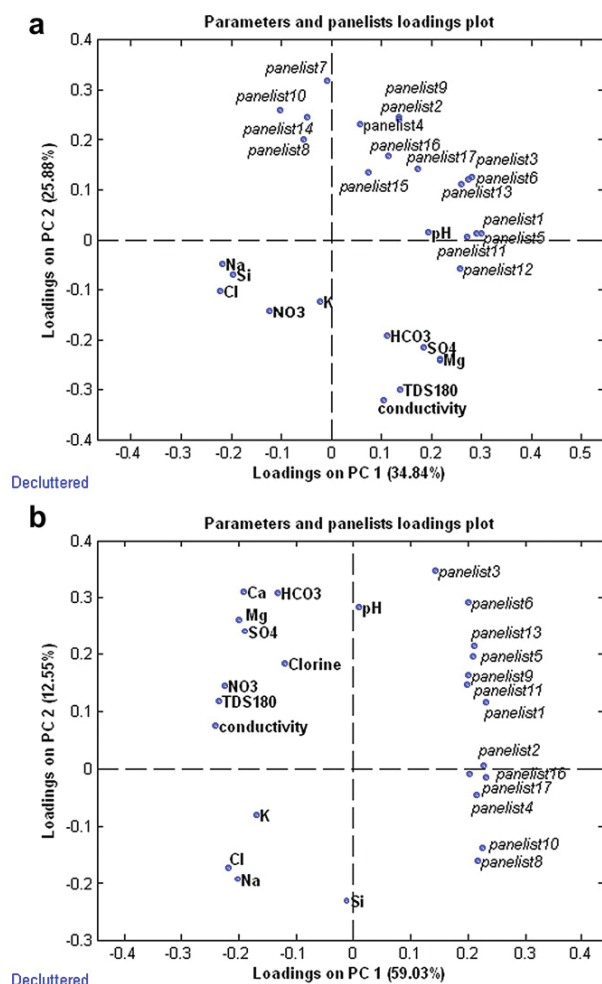 a
Parameters and panelists loadings plot
0.4
0.3
0.2
0.1
0
-0.1
-0.2
-0.3
-0.4
Loadings on PC 2 (25.88%)
panelist7
panelist10
panelist14
panelist8
panelist9
panelist2
panelist4
panelist16
panelist17
panelist3
panelist6
panelist15
panelist13
panelist1
pH
panelist5
panelist11
panelist12
Na
Si
Cl
K
NO3
HCO3
SO4
Mg
TDS180
conductivity
-0.4 -0.3 -0.2 -0.1 0 0.1 0.2 0.3 0.4 0.5
Loadings on PC 1 (34.84%)
Decluttered
b
Parameters and panelists loadings plot
0.4
0.3
0.2
0.1
0
-0.1
-0.2
-0.3
Loadings on PC 2 (12.55%)
panelist3
Ca HCO3
panelist6
pH
Mg
SO4
panelist13
panelist5
Clorine
panelist9
panelist11
NO3
TDS180
panelist1
conductivity
panelist2
panelist16
panelist17
panelist4
K
panelist10
panelist8
Cl
Na
Si
-0.4 -0.3 -0.2 -0.1 0 0.1 0.2 0.3 0.4
Loadings on PC 1 (59.03%)
Decluttered